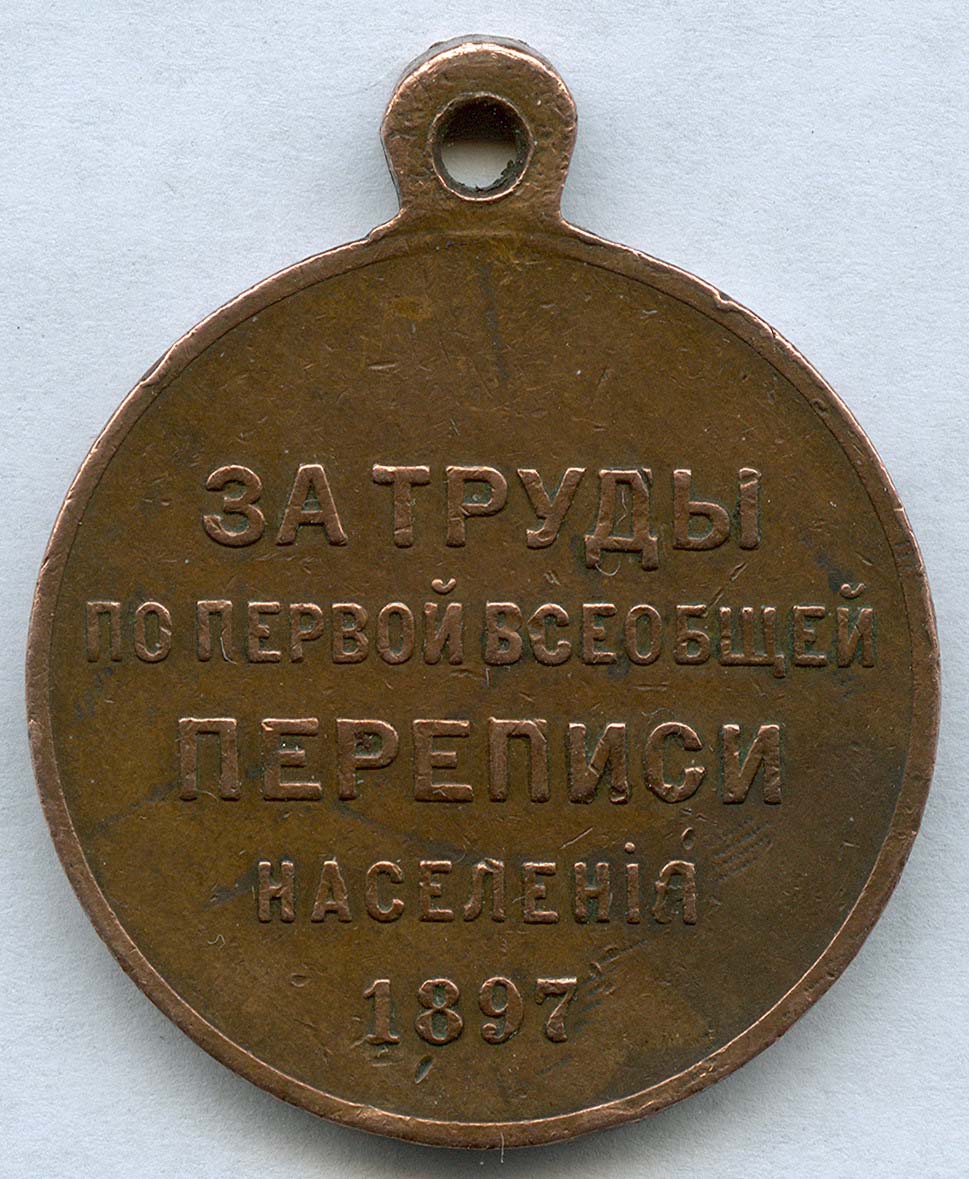 ЗА ТРУДЫ
ПО ПЕРВОЙ ВСЕОБЩЕЙ
ПЕРЕПИСИ
НАСЕЛЕНІЯ
1897